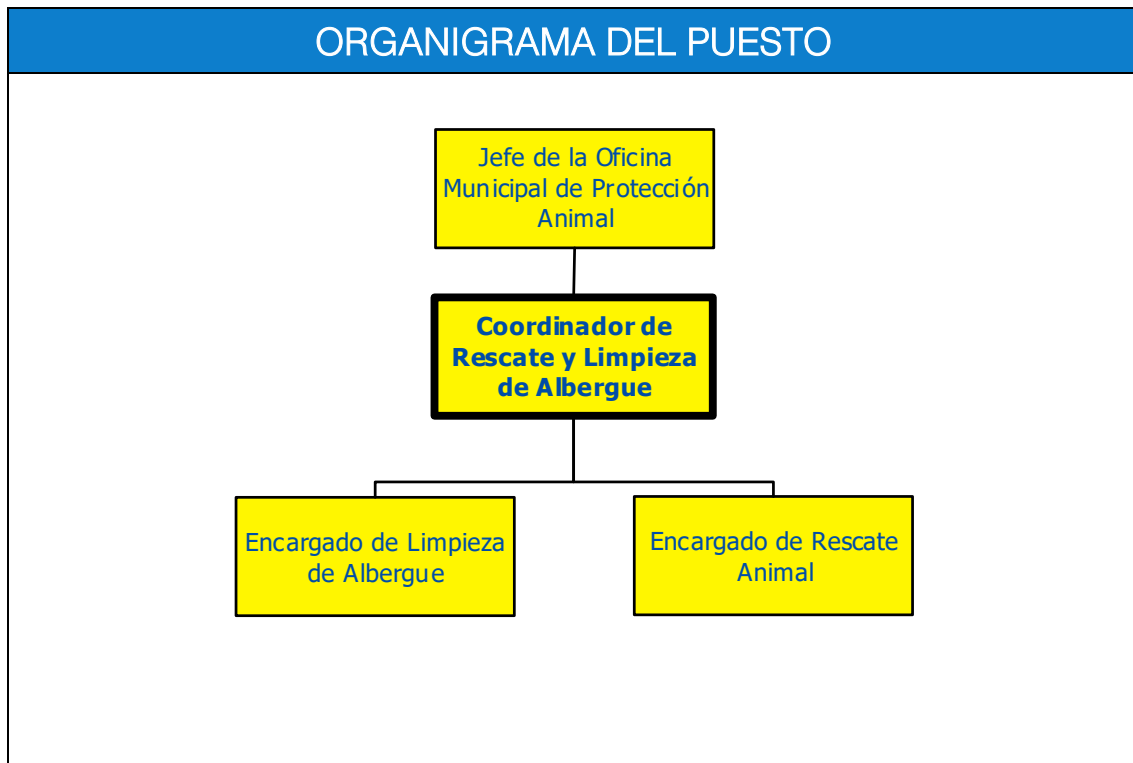 ORGANIGRAMA DEL PUESTO
Jefe de la Oficina
Municipal de Protección
Animal
Coordinador de
Rescate y Limpieza
de Albergue
Encargado de Limpieza
de Albergue
Encargado de Rescate
Animal